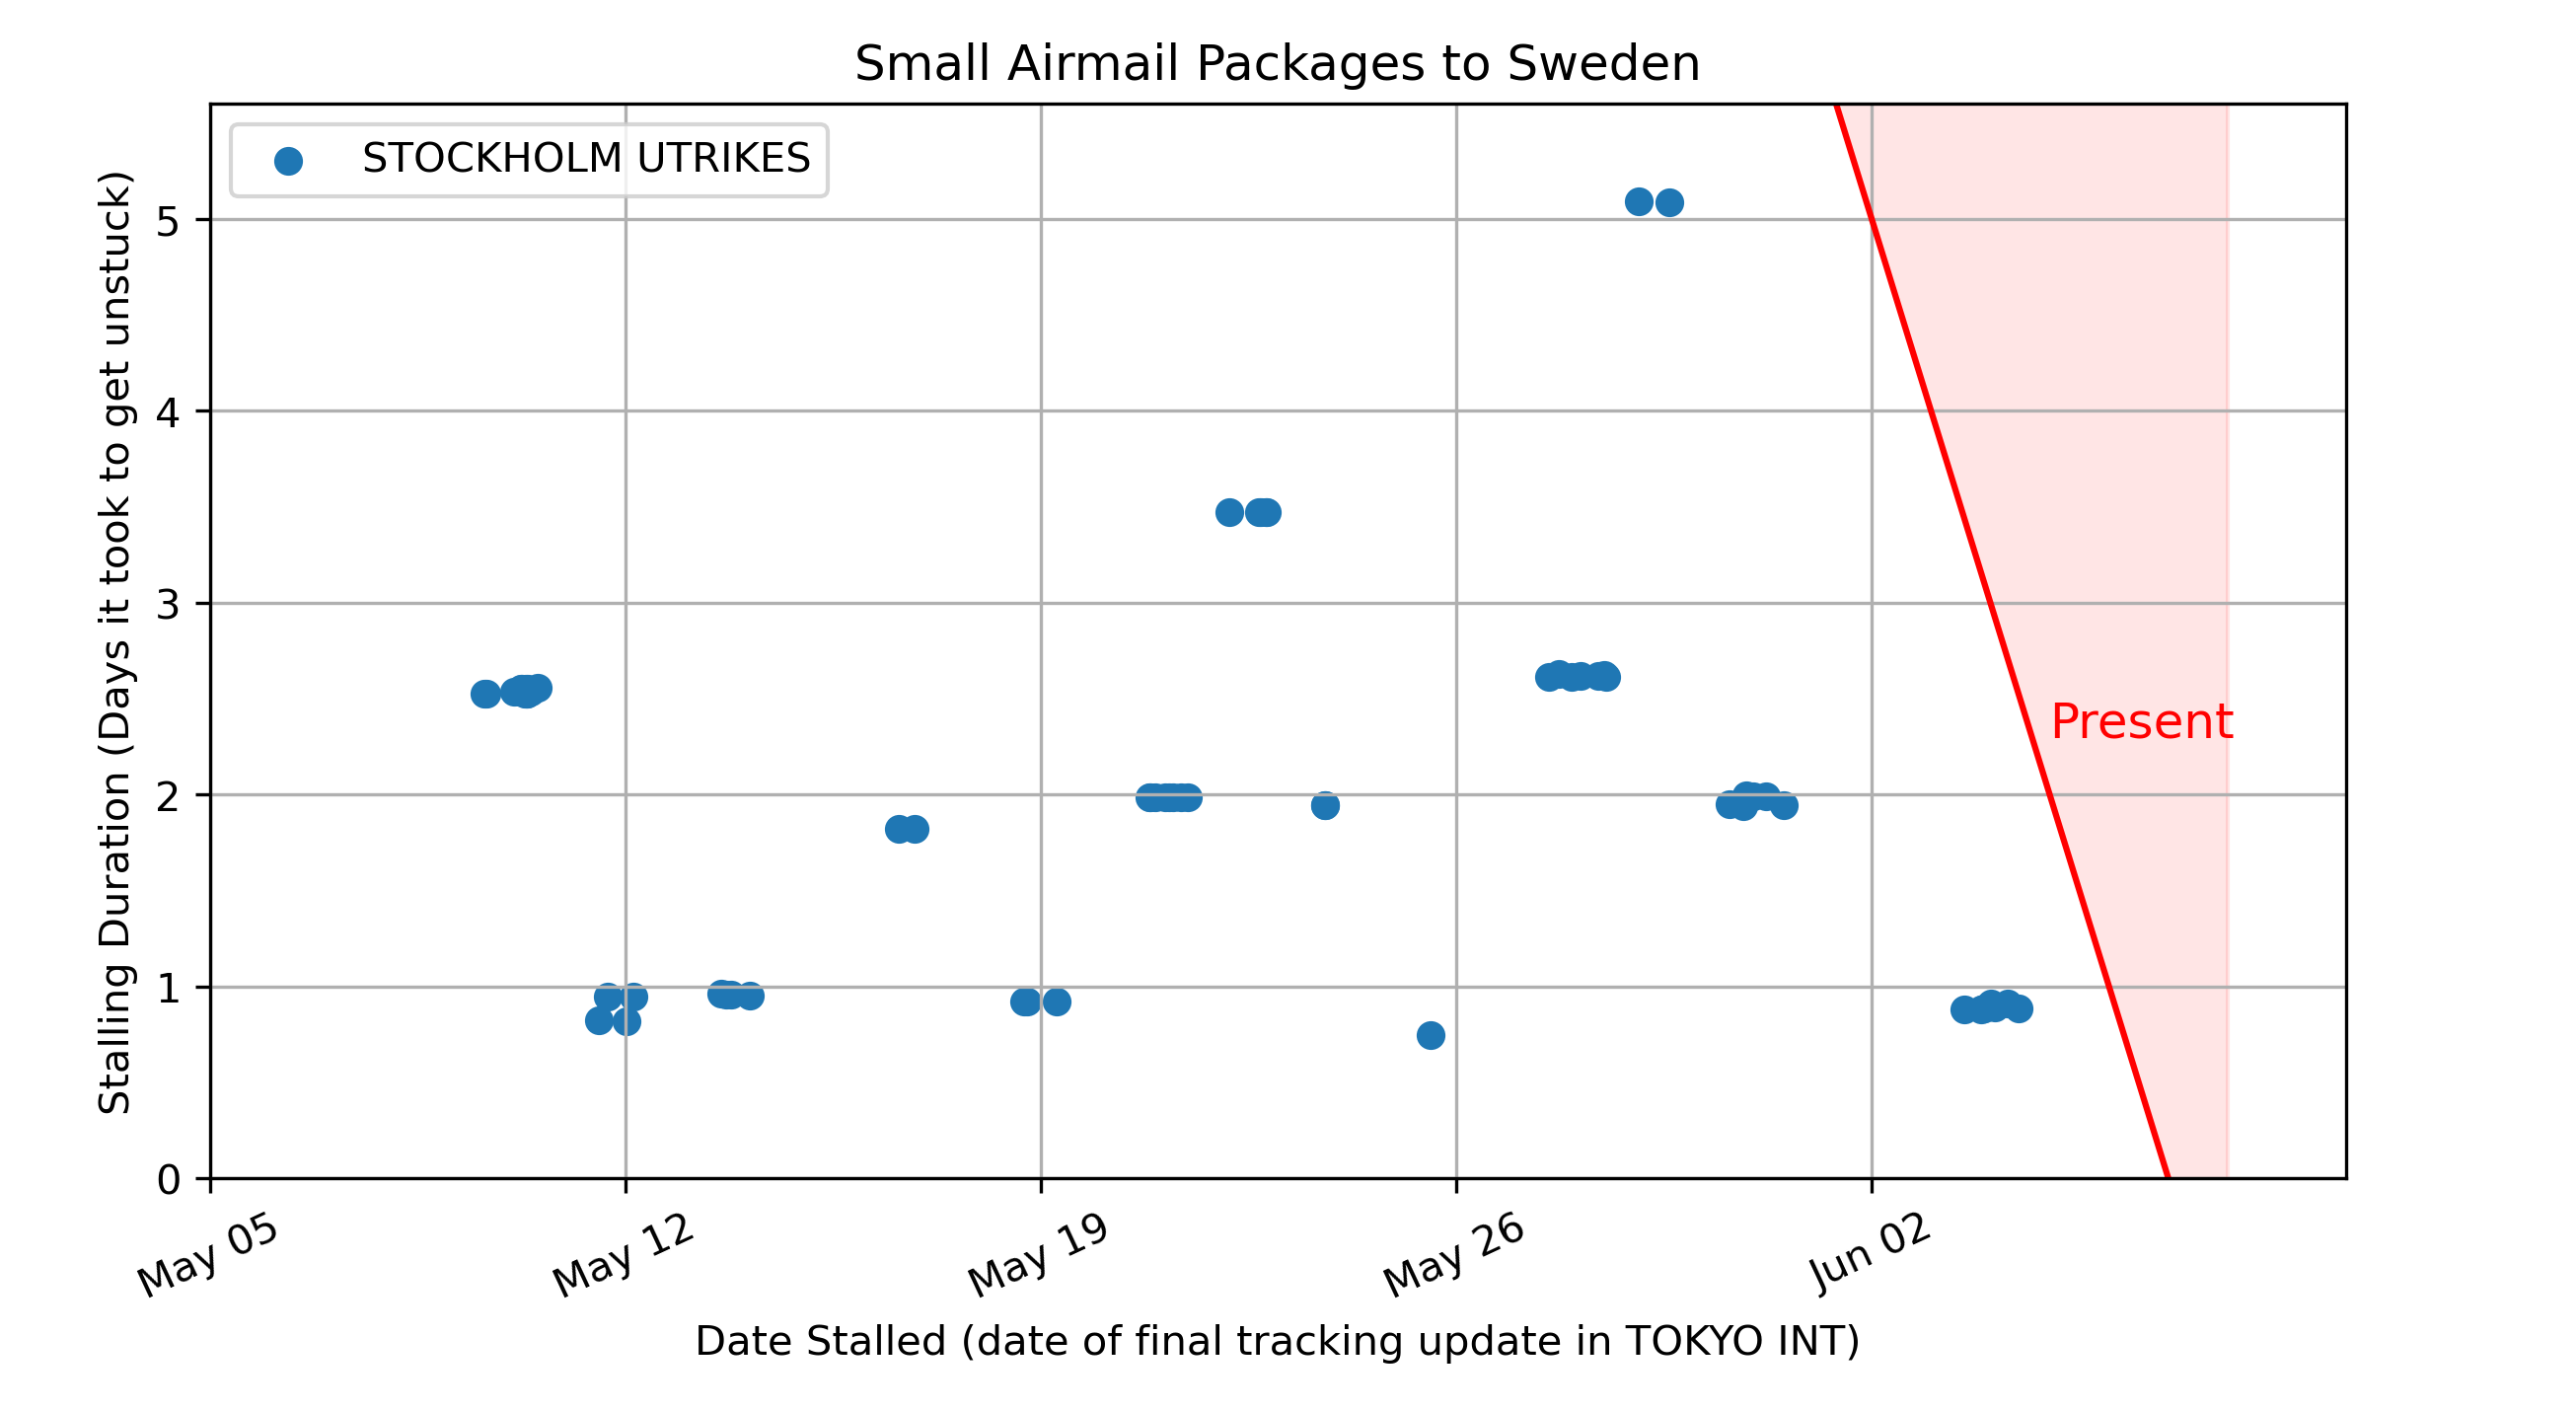 Small Airmail Packages to Sweden
STOCKHOLM UTRIKES
Stalling Duration (Days it took to get unstuck)
5
4
3
2
1
0
Present
May 05
May 12
May 19
May 26
Jun 02
Date Stalled (date of final tracking update in TOKYO INT)